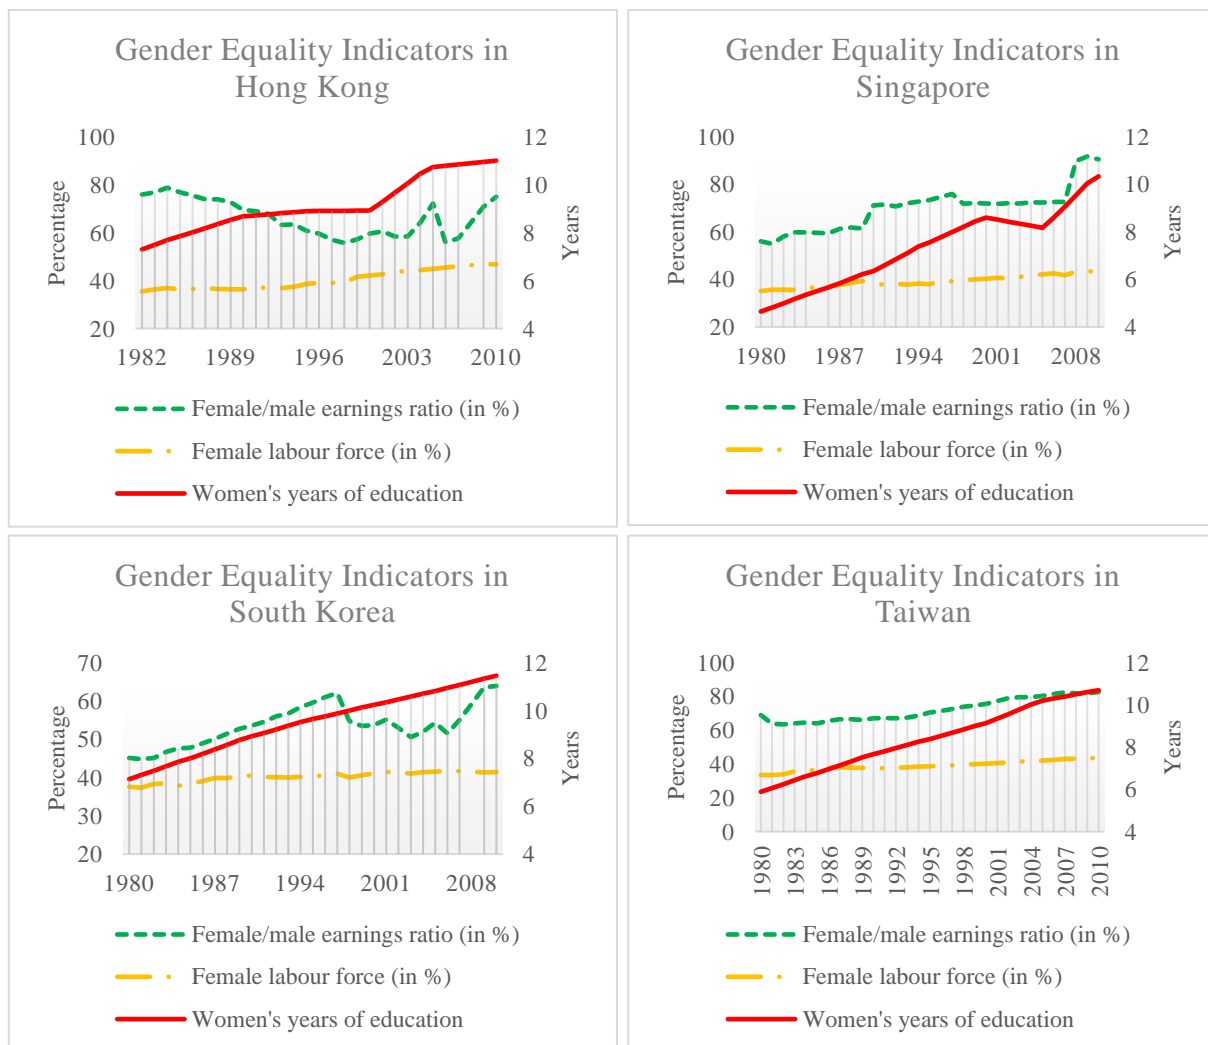 Gender Equality Indicators in
Hong Kong
100
80
60
40
20
Percentage
12
10
8
6
4
Years
1982 1989 1996 2003 2010
Female/male earnings ratio (in %)
Female labour force (in %)
Women's years of education
Gender Equality Indicators in
Singapore
100
80
60
40
20
Percentage
12
10
8
6
4
Years
1980 1987 1994 2001 2008
Female/male earnings ratio (in %)
Female labour force (in %)
Women's years of education
Gender Equality Indicators in
South Korea
70
60
50
40
30
20
Percentage
12
10
8
6
4
Years
1980 1987 1994 2001 2008
Female/male earnings ratio (in %)
Female labour force (in %)
Women's years of education
Gender Equality Indicators in
Taiwan
100
80
60
40
20
0
Percentage
12
10
8
6
4
Years
1980 1983 1986 1989 1992 1995 1998 2001 2004 2007 2010
Female/male earnings ratio (in %)
Female labour force (in %)
Women's years of education